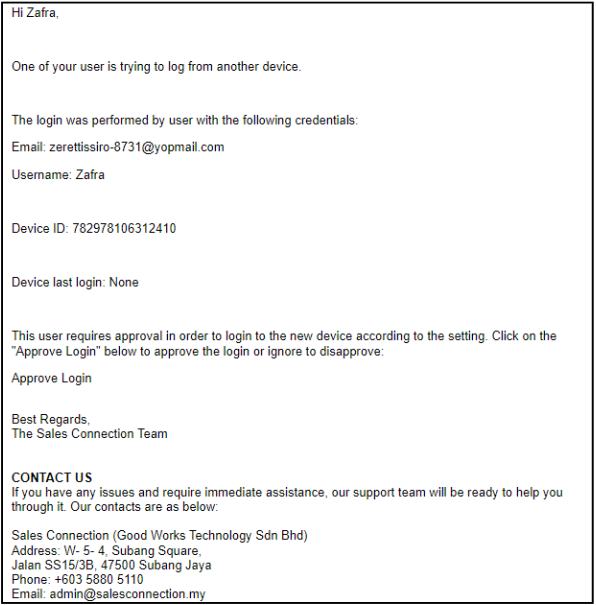 Hi Zafra,
One of your user is trying to log from another device.
The login was performed by user with the following credentials:
Email: zerettissiro-8731@yopmail.com
Username: Zafra
Device ID: 782978106312410
Device last login: None
This user requires approval in order to login to the new device according to the setting. Click on the
"Approve Login" below to approve the login or ignore to disapprove:
Approve Login
Best Regards,
The Sales Connection Team
CONTACT US
If you have any issues and require immediate assistance, our support team will be ready to help you
through it. Our contacts are as below:
Sales Connection (Good Works Technology Sdn Bhd)
Address: W- 5- 4, Subang Square,
Jalan SS15/3B, 47500 Subang Jaya
Phone: +603 5880 5110
Email: admin@salesconnection.my